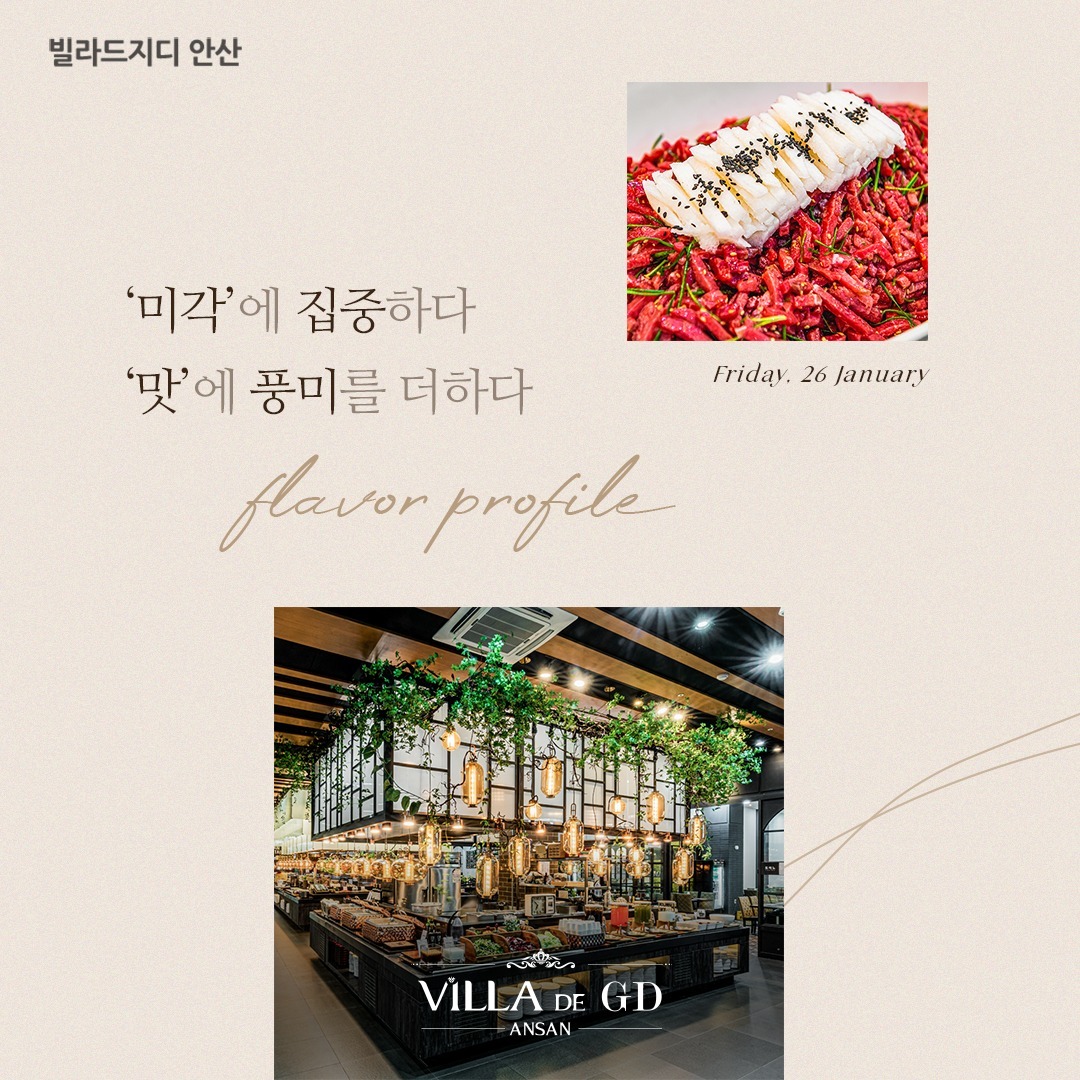 빌라드지디 안산
‘미각’에 집중하다
‘맛’에 풍미를 더하다
Friday, 26 January
flavor profile
VILLA DE GD
ANSAN